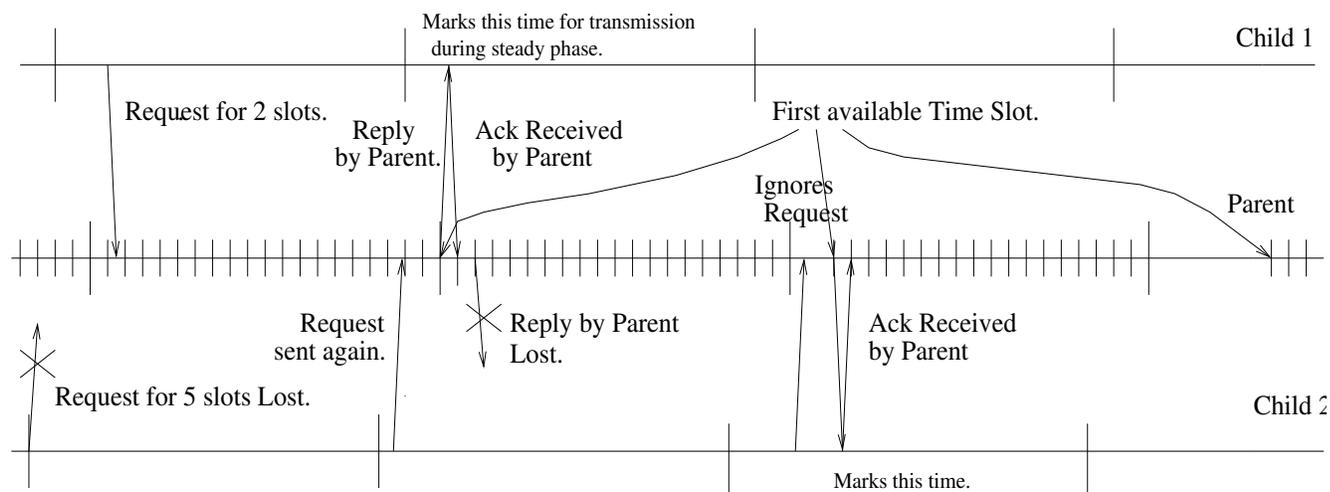 Marks this time for transmission
during steady phase.
Child 1
Request for 2 slots.
First available Time Slot.
Reply
by Parent.
Ack Received
by Parent
Ignores
Request
Parent
Request
sent again.
Reply by Parent
Lost.
Ack Received
by Parent
Request for 5 slots Lost.
Child 2
Marks this time.